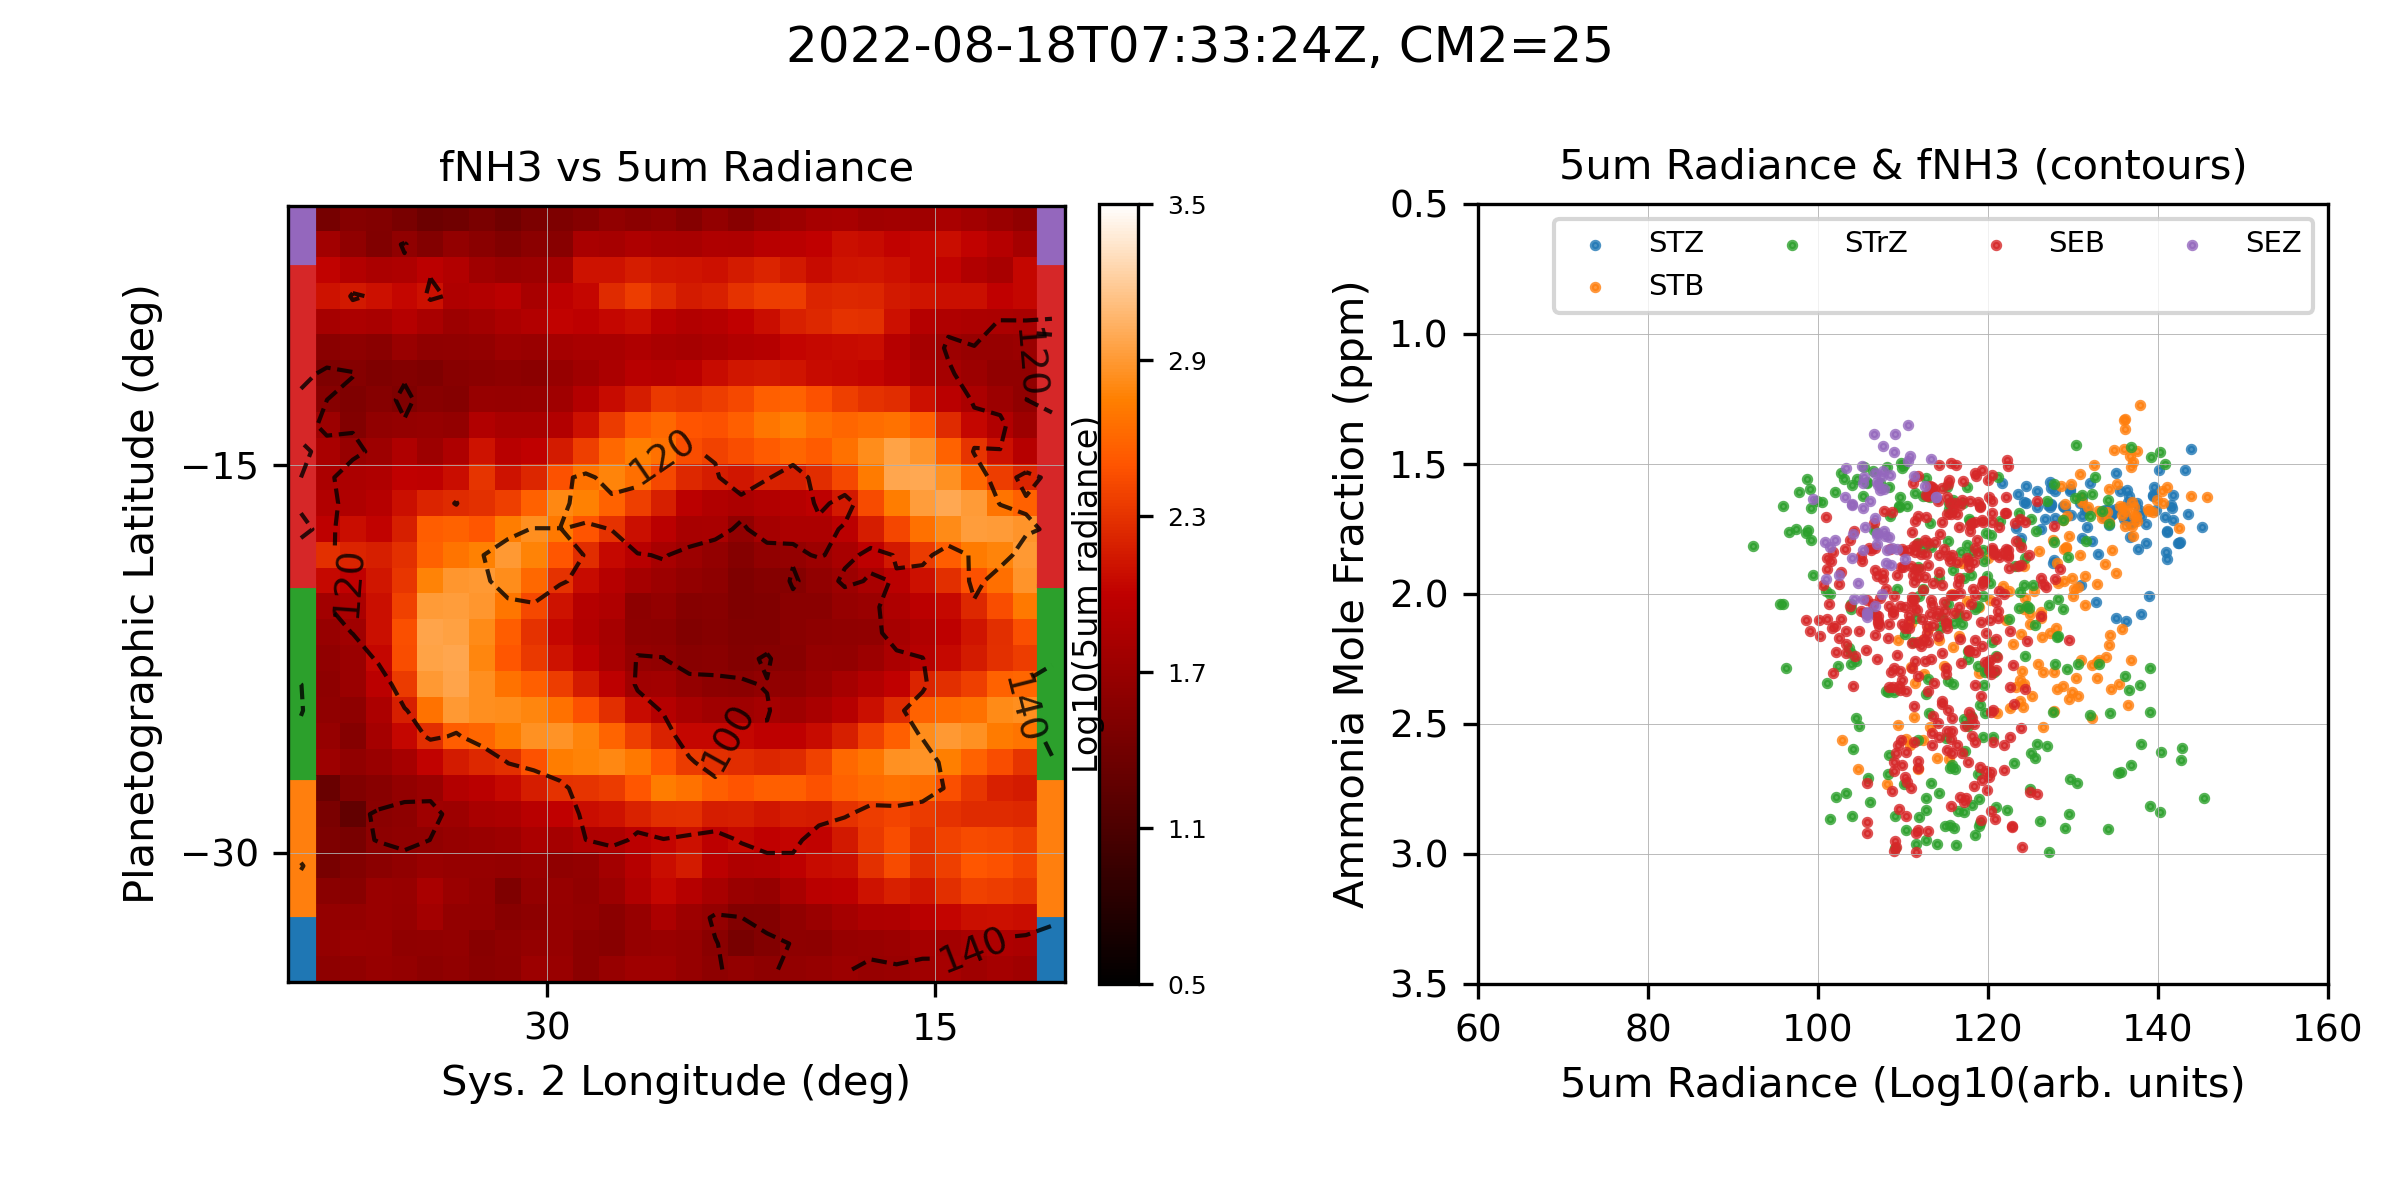 2022-08-18T07:33:24Z, CM2=25
fNH3 vs 5um Radiance
Planetographic Latitude (deg)
−15
−30
120
120
120
100
140
140
30
15
Sys. 2 Longitude (deg)
Log10(5um radiance)
3.5
2.9
2.3
1.7
1.1
0.5
5um Radiance & fNH3 (contours)
Ammonia Mole Fraction (ppm)
0.5
1.0
1.5
2.0
2.5
3.0
3.5
STZ
STrZ
SEB
SEZ
STB
60
80
100
120
140
160
5um Radiance (Log10(arb. units)